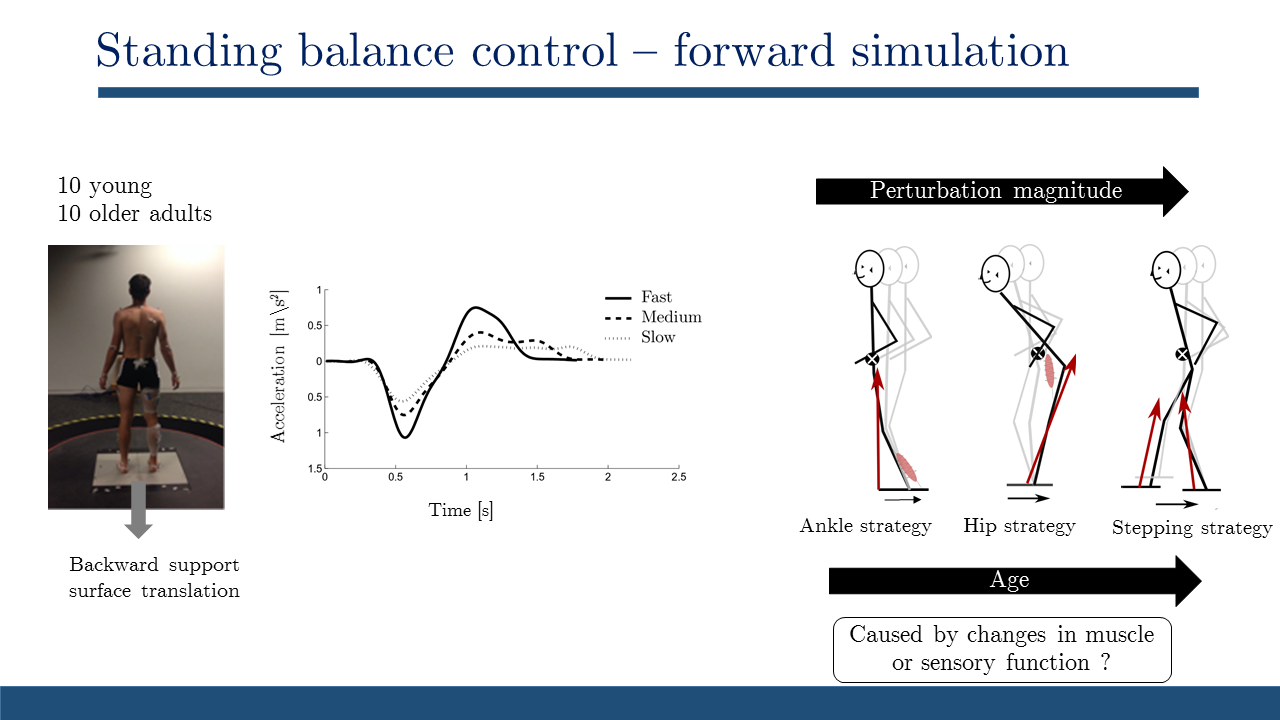 Standing balance control – forward simulation
10 young
10 older adults
Backward support
surface translation
Acceleration [m\s²]
1
0.5
0
0.5
1
1.5
0
0.5
1
1.5
2
2.5
Time [s]
Fast
Medium
Slow
Perturbation magnitude
Ankle strategy
Hip strategy
Stepping strategy
Age
Caused by changes in muscle
or sensory function ?